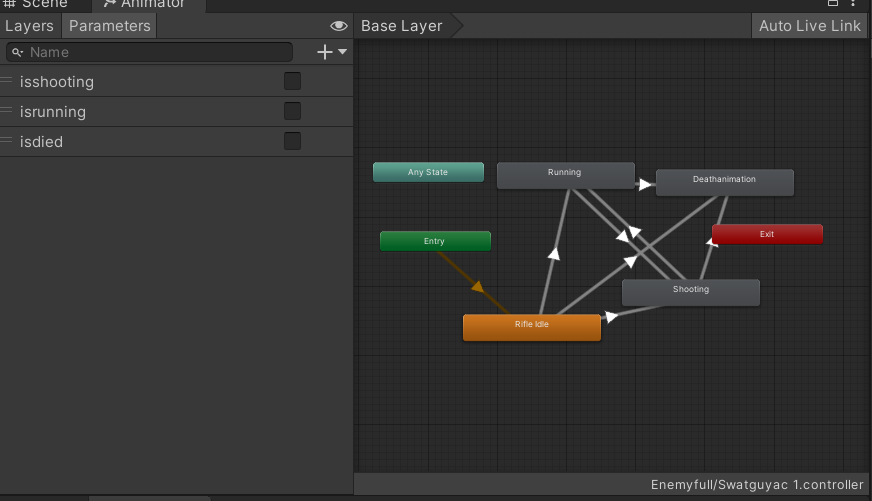 Scene Animator
Layers Parameters
Base Layer
Auto Live Link
Name
isshooting
isrunning
isdied
Any State
Running
Deathanimation
Entry
Exit
Shooting
Rifle Idle
Enemyfull/Swatguyac 1.controller